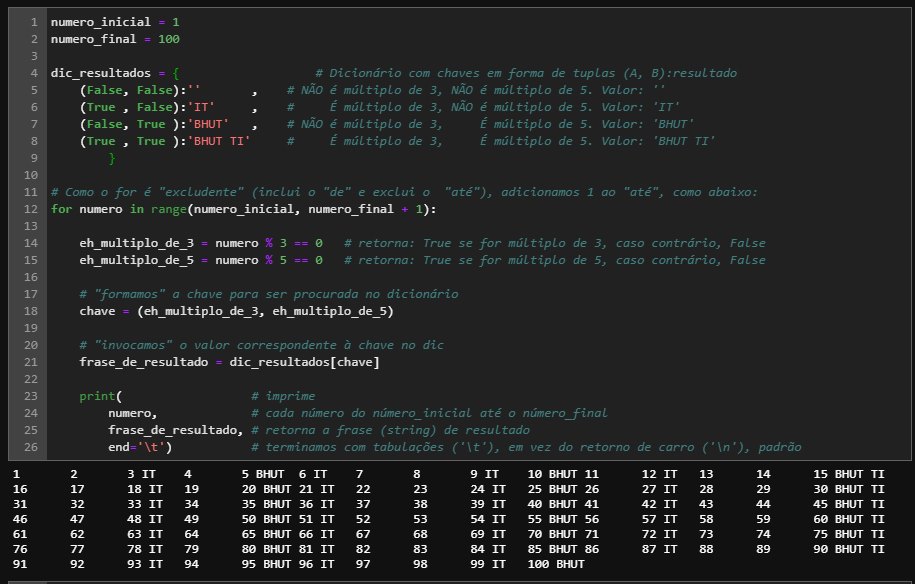 1 numero_inicial = 1
2 numero_final = 100
3
4 dic_resultados = {                   # Dicionário com chaves em forma de tuplas (A, B):resultado
5     (False, False):''       ,    # NÃO é múltiplo de 3, NÃO é múltiplo de 5. Valor: ''
6     (True , False):'IT'     ,    #     É múltiplo de 3, NÃO é múltiplo de 5. Valor: 'IT'
7     (False, True ):'BHUT'   ,    # NÃO é múltiplo de 3,     É múltiplo de 5. Valor: 'BHUT'
8     (True , True ):'BHUT TI'     #     É múltiplo de 3,     É múltiplo de 5. Valor: 'BHUT TI'
9         }
10
11 # Como o for é "excludente" (inclui o "de" e exclui o  "até"), adicionamos 1 ao "até", como abaixo:
12 for numero in range(numero_inicial, numero_final + 1):
13
14     eh_multiplo_de_3 = numero % 3 == 0   # retorna: True se for múltiplo de 3, caso contrário, False
15     eh_multiplo_de_5 = numero % 5 == 0   # retorna: True se for múltiplo de 5, caso contrário, False
16
17     # "formamos" a chave para ser procurada no dicionário
18     chave = (eh_multiplo_de_3, eh_multiplo_de_5)
19
20     # "invocamos" o valor correspondente à chave no dic
21     frase_de_resultado = dic_resultados[chave]
22
23     print(                  # imprime
24         numero,             # cada número do número_inicial até o número_final
25         frase_de_resultado, # retorna a frase (string) de resultado
26         end='\t')           # terminamos com tabulações ('\t'), em vez do retorno de carro ('\n'), padrão
1 2 3 IT 4 5 BHUT 6 IT 7 8 9 IT 10 BHUT 11 12 IT 13 14 15 BHUT TI
16 17 18 IT 19 20 BHUT 21 IT 22 23 24 IT 25 BHUT 26 27 IT 28 29 30 BHUT TI
31 32 33 IT 34 35 BHUT 36 IT 37 38 39 IT 40 BHUT 41 42 IT 43 44 45 BHUT TI
46 47 48 IT 49 50 BHUT 51 IT 52 53 54 IT 55 BHUT 56 57 IT 58 59 60 BHUT TI
61 62 63 IT 64 65 BHUT 66 IT 67 68 69 IT 70 BHUT 71 72 IT 73 74 75 BHUT TI
76 77 78 IT 79 80 BHUT 81 IT 82 83 84 IT 85 BHUT 86 87 IT 88 89 90 BHUT TI
91 92 93 IT 94 95 BHUT 96 IT 97 98 99 IT 100 BHUT